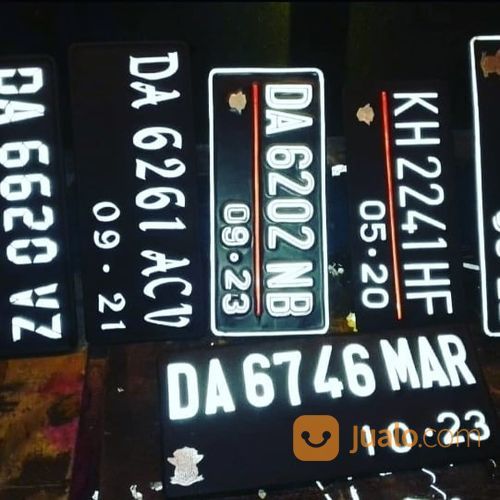 DA 6620 VZ
DA 6261 ACV
09·21
DA 6202 NB
09·23
KH 2241 HF
05·20
DA 6746 MAR
10·23
Jualo.com